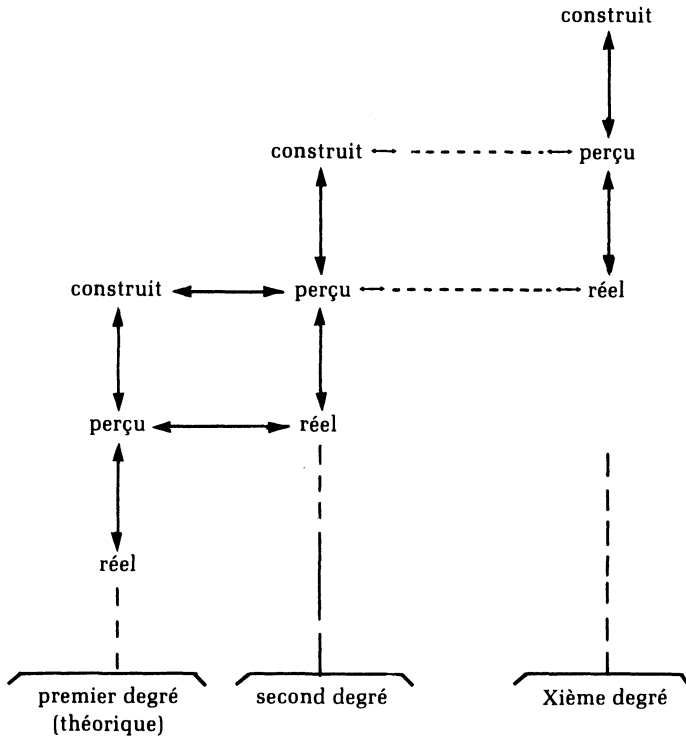 construit
construit perçu
construit perçu réel
perçu réel
réel
premier degré second degré Xième degré
(théorique)